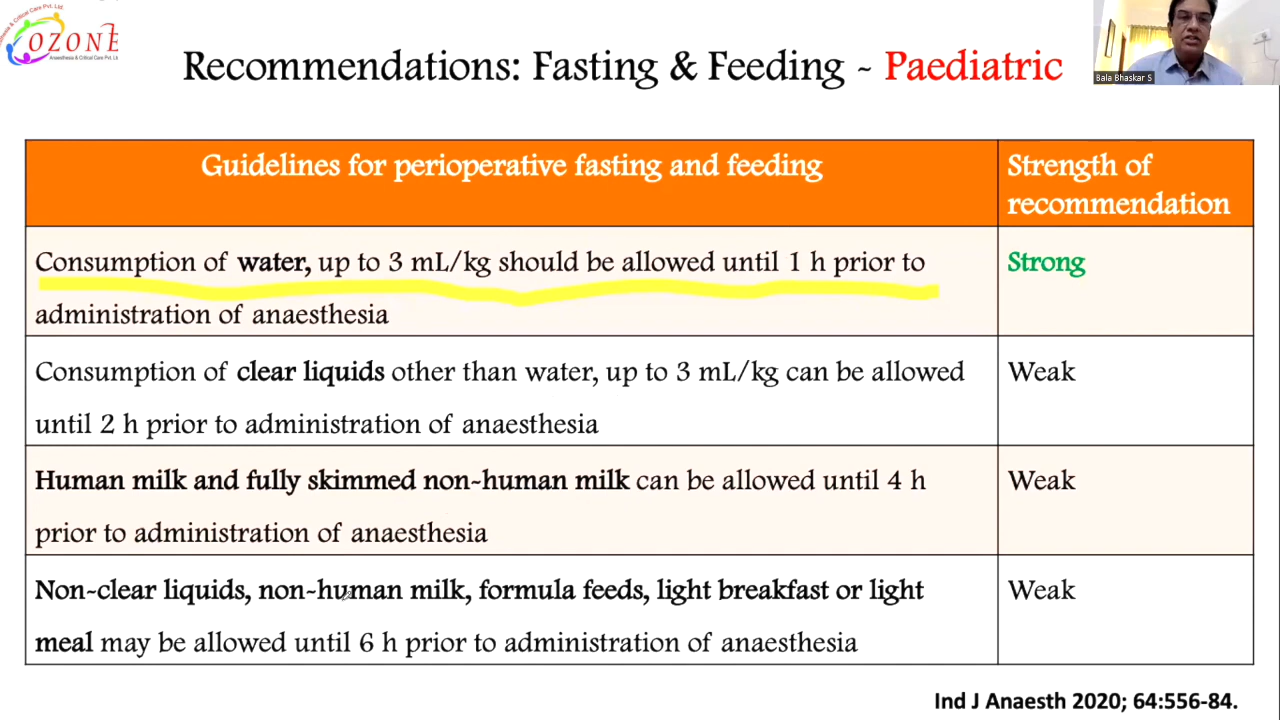 OZONE
Anaesthesia & Critical Care Pvt. Ltd
Recommendations: Fasting & Feeding - Paediatric
Bala Bhaskar S
Guidelines for perioperative fasting and feeding
Strength of
recommendation
Consumption of water, up to 3 mL/kg should be allowed until 1 h prior to
administration of anaesthesia
Strong
Consumption of clear liquids other than water, up to 3 mL/kg can be allowed
until 2 h prior to administration of anaesthesia
Weak
Human milk and fully skimmed non-human milk can be allowed until 4 h
prior to administration of anaesthesia
Weak
Non-clear liquids, non-human milk, formula feeds, light breakfast or light
meal may be allowed until 6 h prior to administration of anaesthesia
Weak
Ind J Anaesth 2020; 64:556-84.